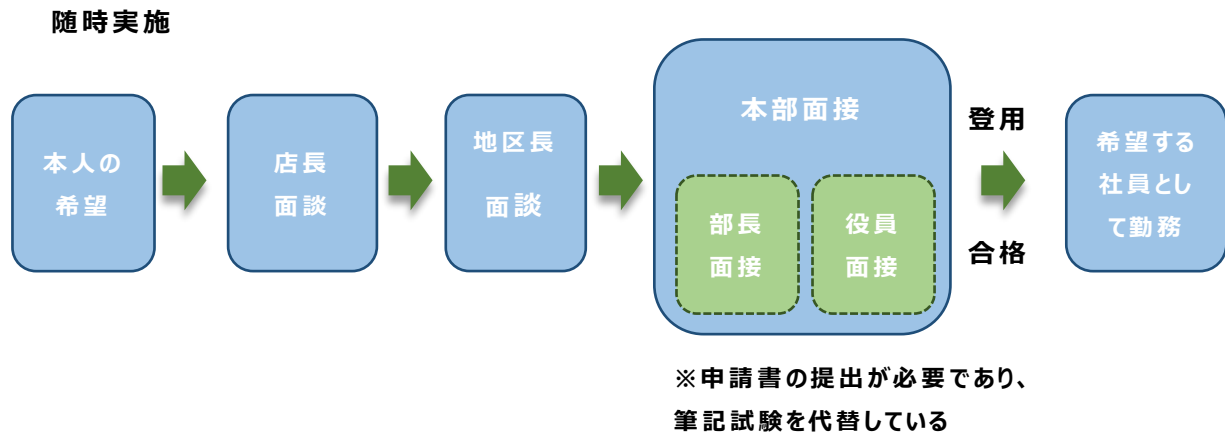 随時実施
本人の
希望
店長
面談
地区長
面談
本部面接
部長
面接
役員
面接
登用
合格
希望する
社員とし
て勤務
※申請書の提出が必要であり、
筆記試験を代替している